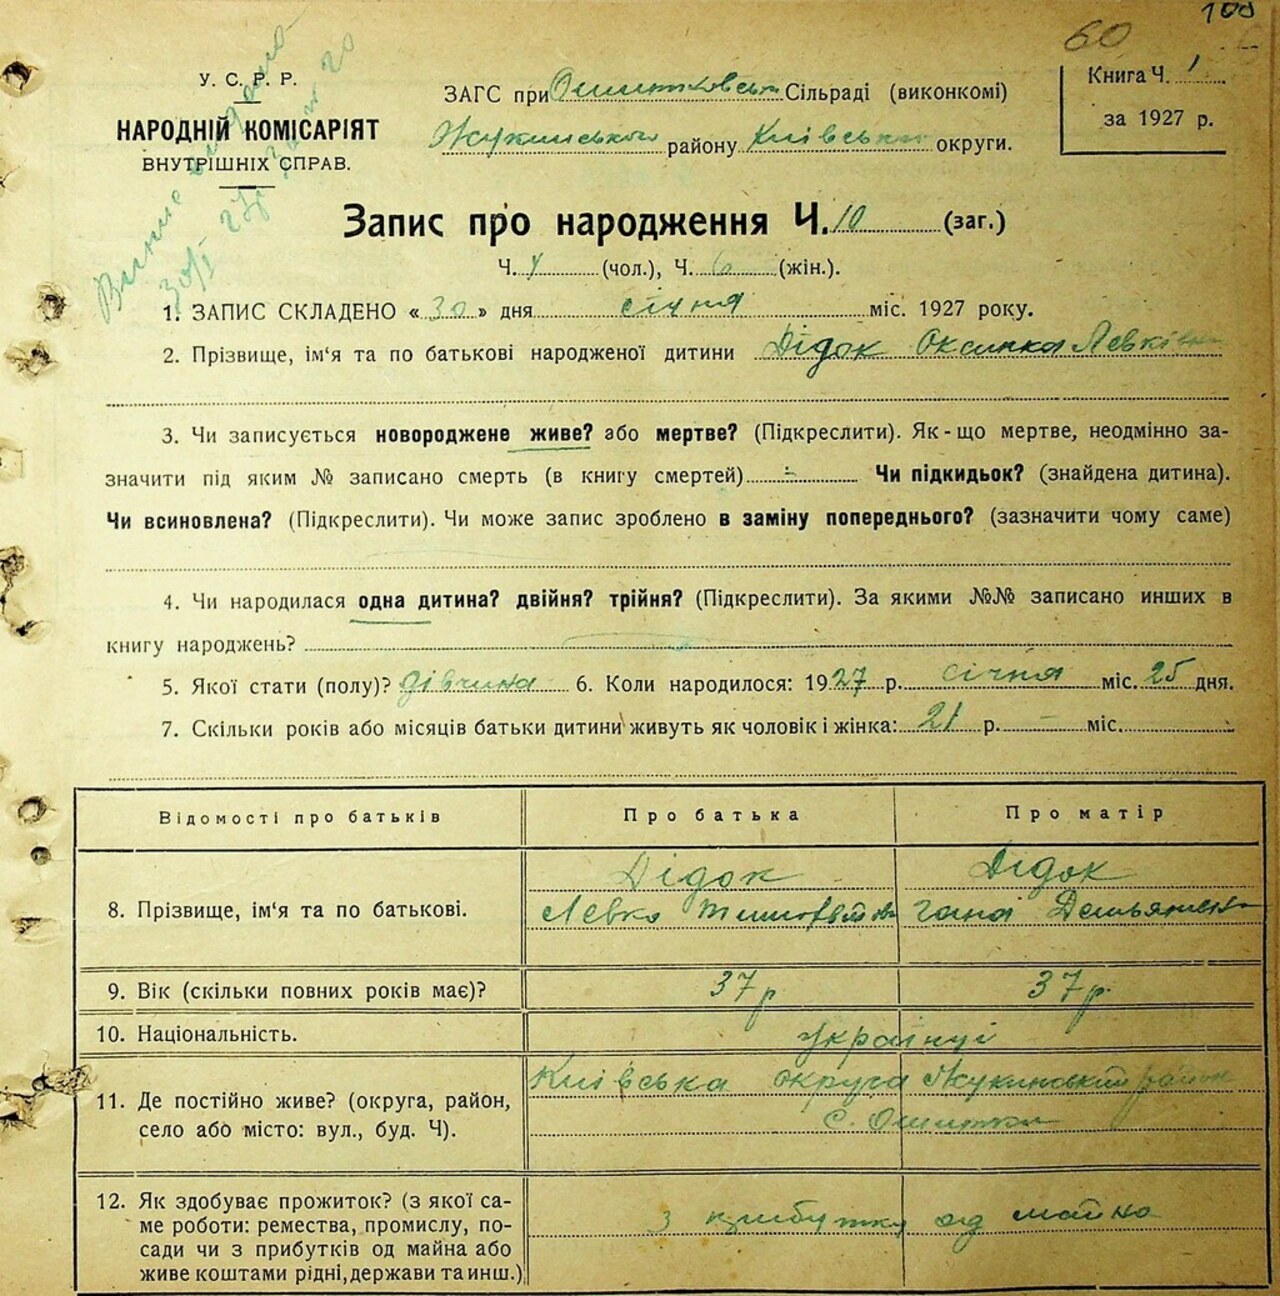 108
60
У. С. Р. Р.
НАРОДНІЙ КОМІСАРІЯТ
ВНУТРІШНІХ СПРАВ.
ЗАГС при Ошитковськ Сільраді (виконкомі)
Жукинського району Київської округи.
Книга Ч. 1
за 1927 р.
Запис про народження Ч. 10 (заг.)
Ч. 4 (чол.), Ч. 6 (жін.).
1. ЗАПИС СКЛАДЕНО « 30 » дня січня міс. 1927 року.
2. Прізвище, ім‘я та по батькові народженої дитини Дідок Оксинка Левківн
3. Чи записується новороджене живе? або мертве? (Підкреслити). Як-що мертве, неодмінно за-
значити під яким № записано смерть (в книгу смертей) Чи підкидьок? (знайдена дитина).
Чи всиновлена? (Підкреслити). Чи може запис зроблено в заміну попереднього? (зазначити чому саме)
4. Чи народилася одна дитина? двійня? трійня? (Підкреслити). За якими №№ записано инших в
книгу народжень?
5. Якої стати (полу)? дівчина 6. Коли народилося: 1927 р. січня міс. 25 дня.
7. Скільки років або місяців батьки дитини живуть як чоловік і жінка: 21 р. — міс.
Відомості про батьків Про батька Про матір
8. Прізвище, ім‘я та по батькові. Дідок Дідок
Левко Тимофійов Ганна Демьянівна
9. Вік (скільки повних років має)? 37 р 37 р.
10. Національність. Українці
11. Де постійно живе? (округа, район,
село або місто: вул., буд. Ч). Київська округа Жукинський район
с. Ошитки
12. Як здобуває прожиток? (з якої са-
ме роботи: ремества, промислу, по-
сади чи з прибутків од майна або
живе коштами рідні, держави та инш.) з прибутку од майна